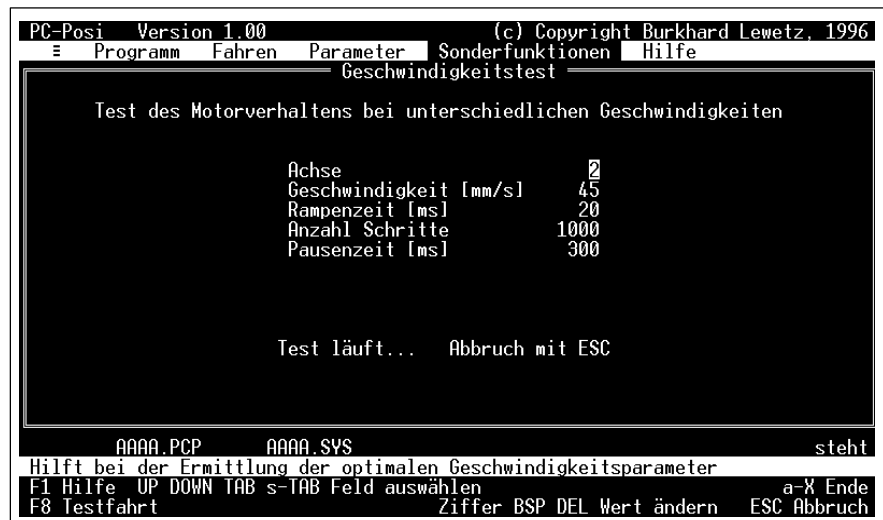 PC-Posi Version 1.00 (c) Copyright Burkhard Lewetz, 1996
≡ Programm Fahren Parameter Sonderfunktionen Hilfe
Geschwindigkeitstest
Test des Motorverhaltens bei unterschiedlichen Geschwindigkeiten
Achse 2
Geschwindigkeit [mm/s] 45
Rampenzeit [ms] 20
Anzahl Schritte 1000
Pausenzeit [ms] 300
Test läuft... Abbruch mit ESC
AAAA.PCP AAAA.SYS steht
Hilft bei der Ermittlung der optimalen Geschwindigkeitsparameter
F1 Hilfe UP DOWN TAB s-TAB Feld auswählen a-X Ende
F8 Testfahrt Ziffer BSP DEL Wert ändern ESC Abbruch